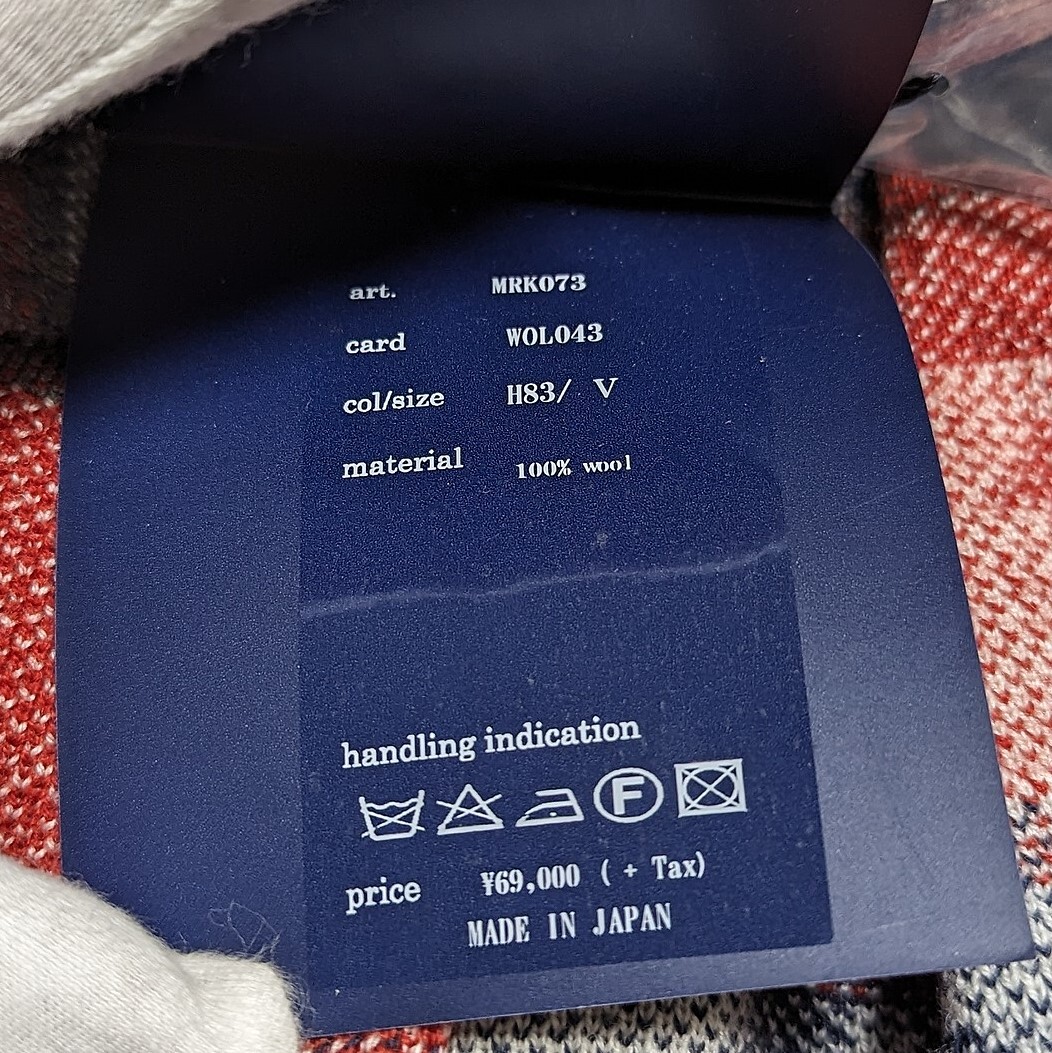 art. MRK073
card WOL043
col/size H83/ V
material 100% wool
handling indication
F
price ¥69,000 ( + Tax)
MADE IN JAPAN